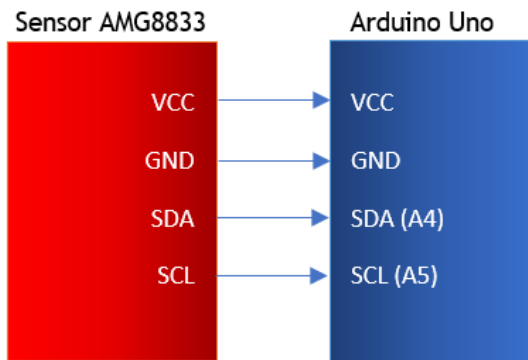 Sensor AMG8833
Arduino Uno
VCC
VCC
GND
GND
SDA
SDA (A4)
SCL
SCL (A5)